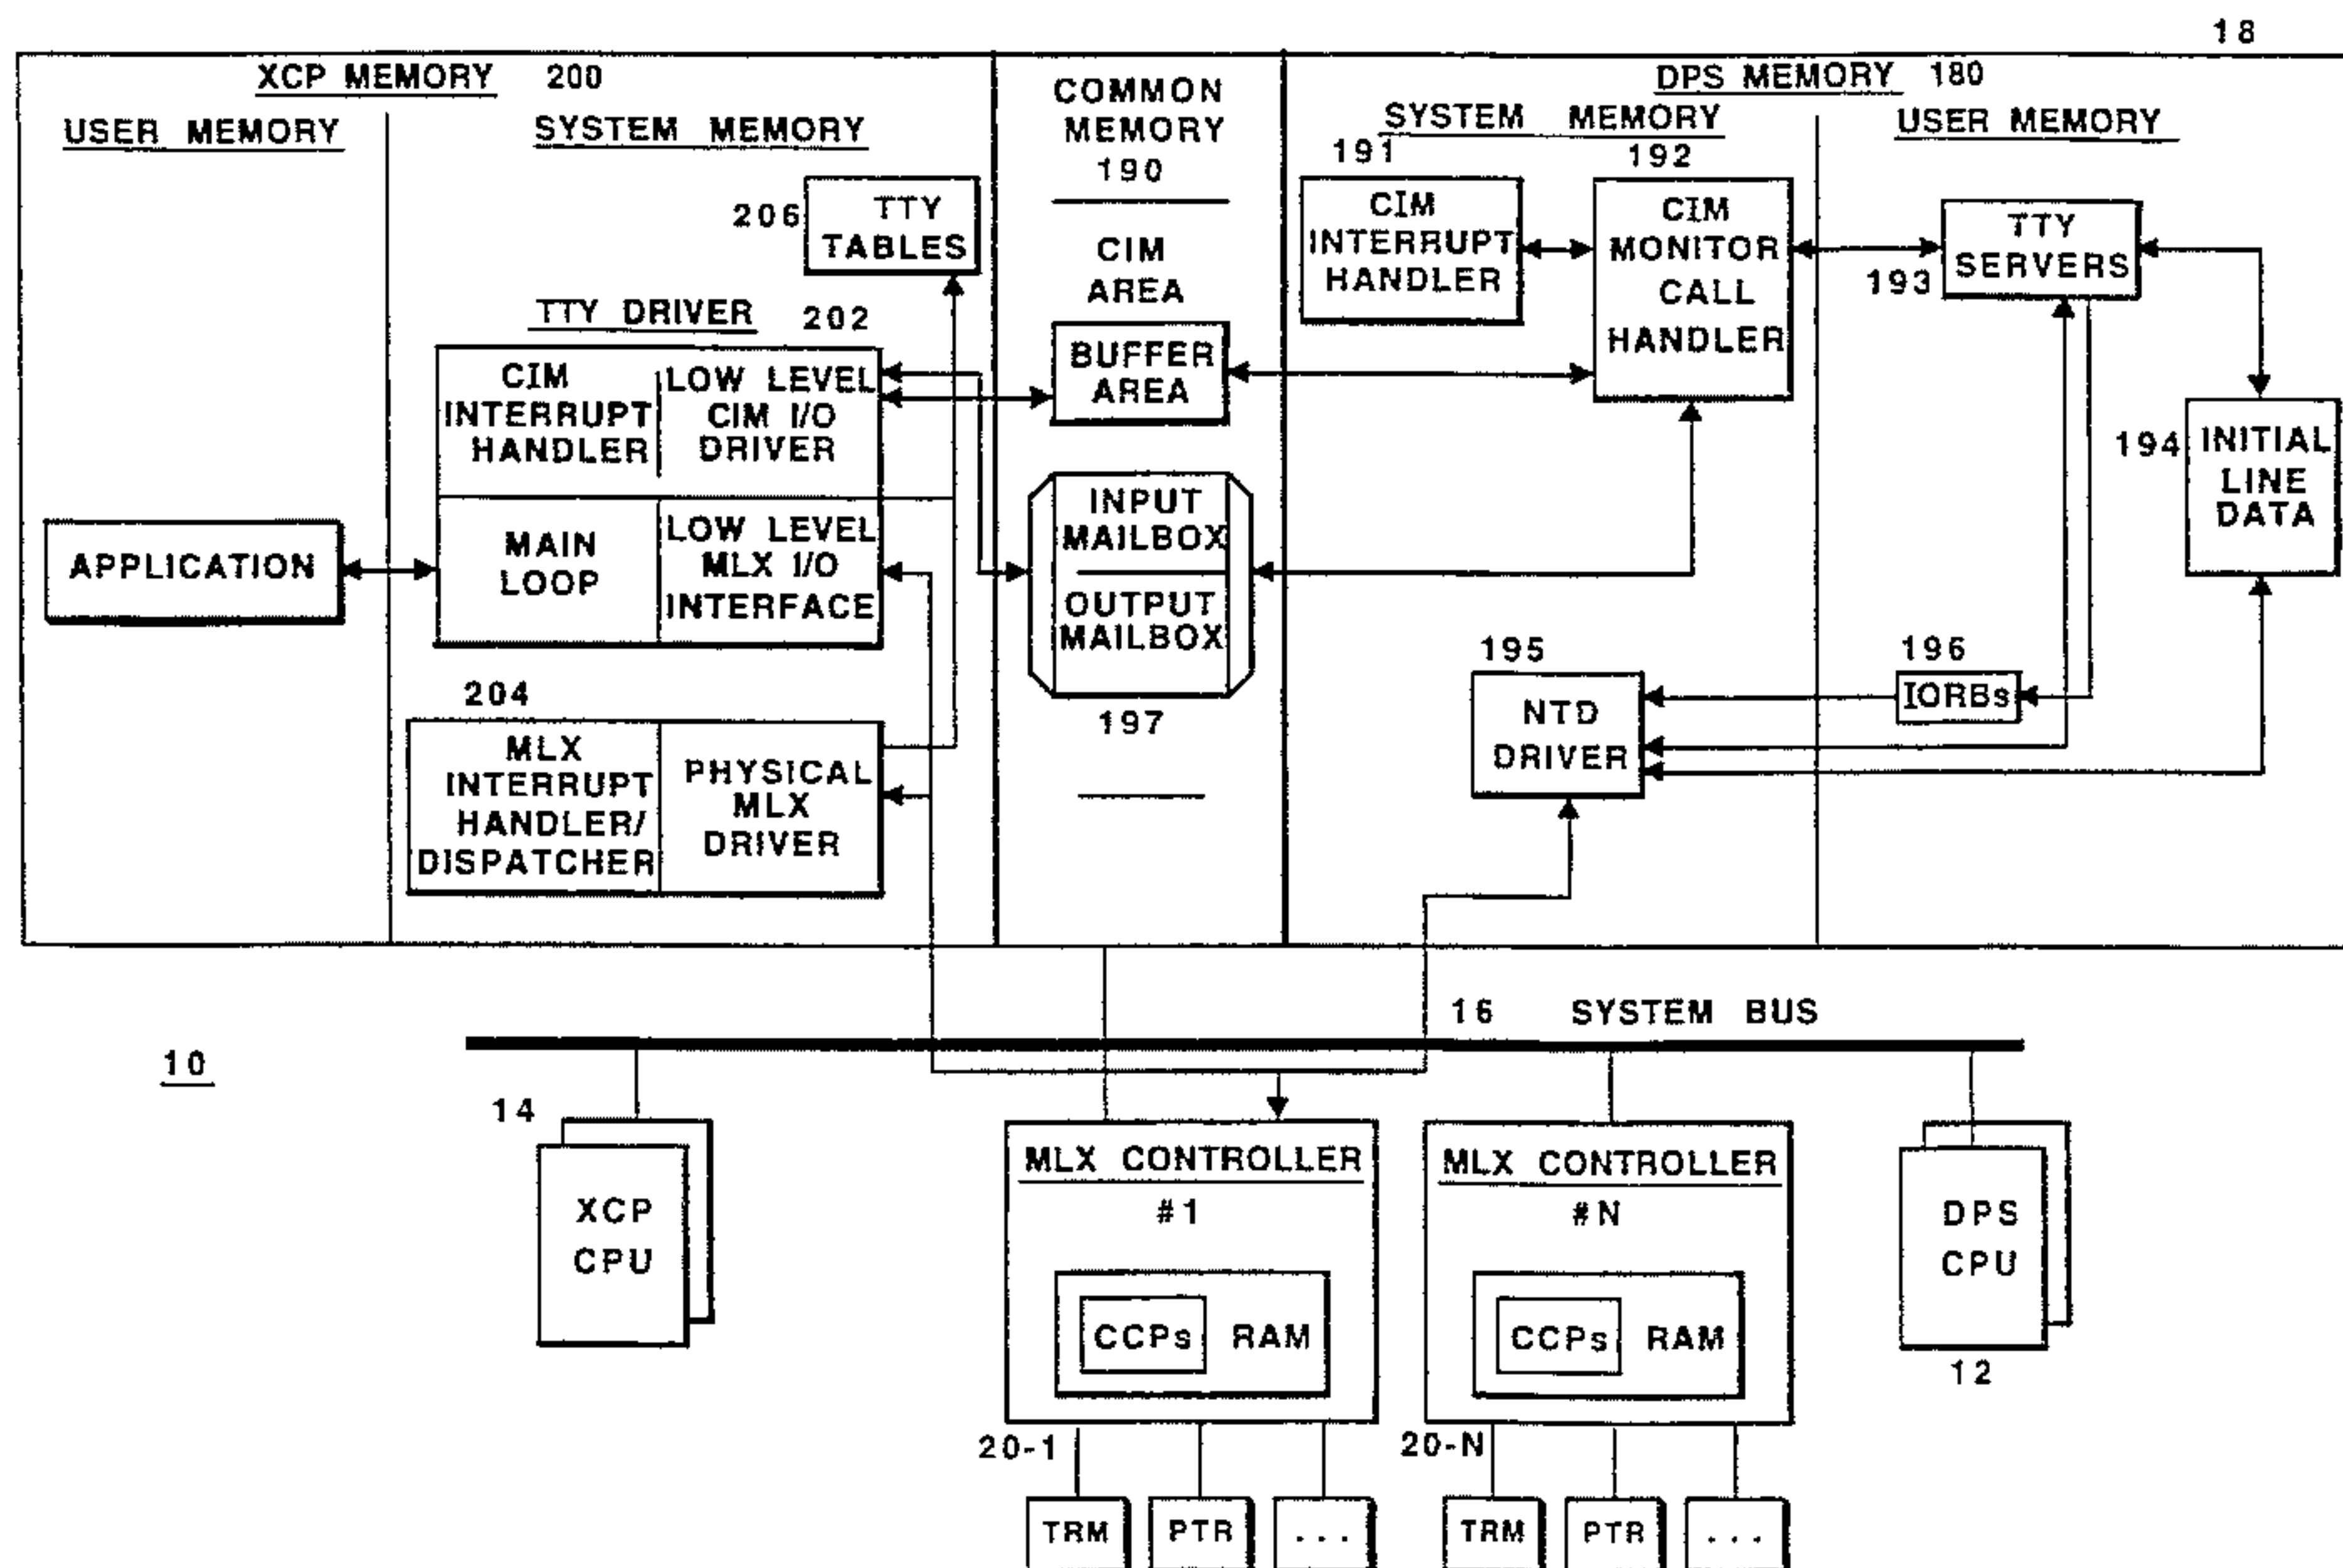 18
XCP MEMORY 200
USER MEMORY
SYSTEM MEMORY
206
TTY
TABLES
TTY DRIVER 202
CIM
INTERRUPT
HANDLER
LOW LEVEL
CIM I/O
DRIVER
MAIN
LOOP
LOW LEVEL
MLX I/O
INTERFACE
APPLICATION
204
MLX
INTERRUPT
HANDLER/
DISPATCHER
PHYSICAL
MLX
DRIVER
COMMON
MEMORY
190
CIM
AREA
BUFFER
AREA
INPUT
MAILBOX
OUTPUT
MAILBOX
197
DPS MEMORY 180
SYSTEM MEMORY
USER MEMORY
191
CIM
INTERRUPT
HANDLER
192
CIM
MONITOR
CALL
HANDLER
193
TTY
SERVERS
194
INITIAL
LINE
DATA
195
NTD
DRIVER
196
IORBs
16 SYSTEM BUS
10
14
XCP
CPU
MLX CONTROLLER
#1
CCPs RAM
20-1
TRM
PTR
...
MLX CONTROLLER
#N
CCPs RAM
20-N
TRM
PTR
...
DPS
CPU
12